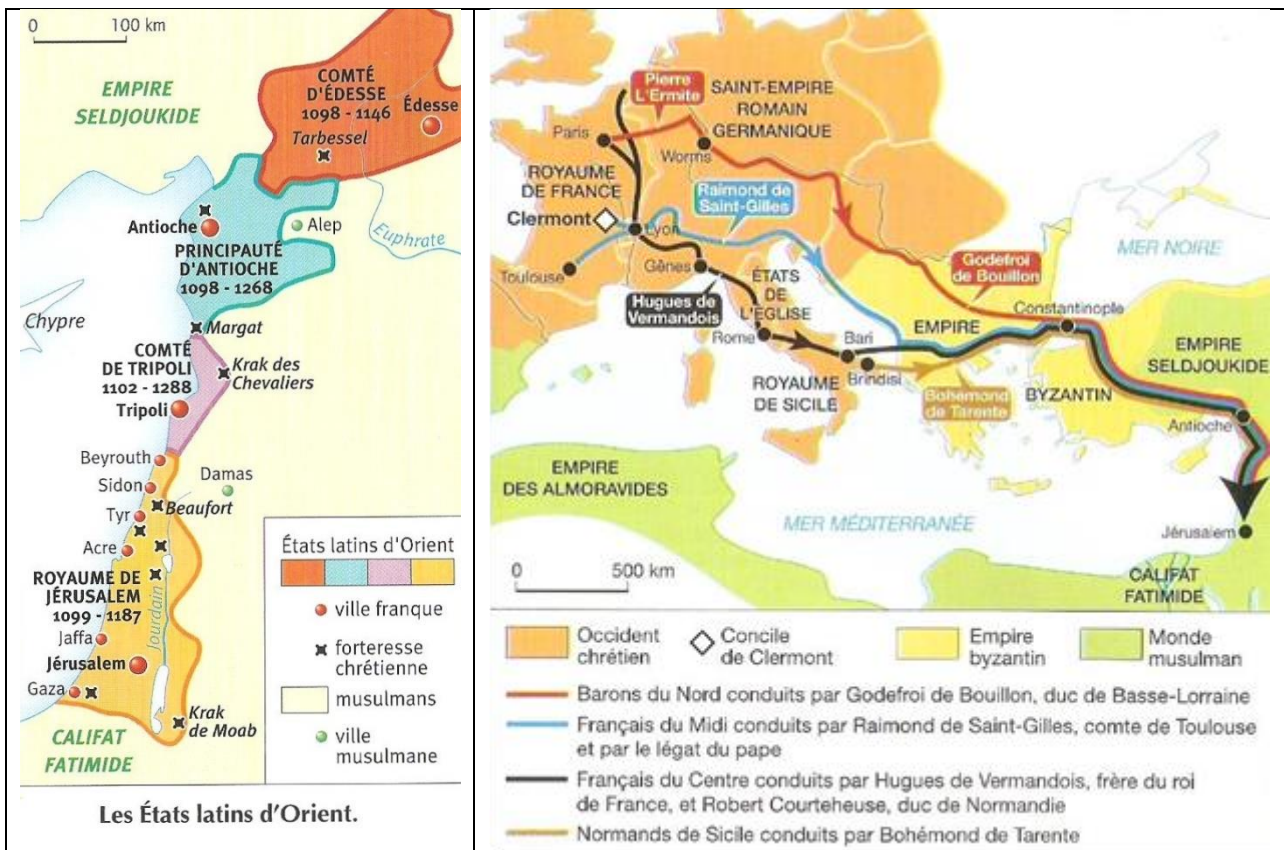 0 100 km
EMPIRE
SELDJOUKIDE
COMTÉ
D'ÉDESSE
1098 - 1146
Édesse
Tarbessel
Antioche
Alep
Euphrate
PRINCIPAUTÉ
D'ANTIOCHE
1098 - 1268
Chypre
Margat
COMTÉ
DE TRIPOLI
1102 - 1288
Krak des
Chevaliers
Tripoli
Beyrouth
Damas
Sidon
Beaufort
Tyr
Acre
ROYAUME DE
JÉRUSALEM
1099 - 1187
Jourdain
Jaffa
Jérusalem
Gaza
Krak
de Moab
CALIFAT
FATIMIDE
États latins d'Orient
ville franque
forteresse
chrétienne
musulmans
ville
musulmane
Les États latins d'Orient.
Pierre
L'Ermite
SAINT-EMPIRE
ROMAIN
GERMANIQUE
Paris
Worms
ROYAUME
DE FRANCE
Raimond de
Saint-Gilles
Clermont
Lyon
MER NOIRE
Godefroi
de Bouillon
Toulouse
Gênes
ÉTATS
DE
L'ÉGLISE
Hugues de
Vermandois
Constantinople
Rome
Bari
EMPIRE
BYZANTIN
EMPIRE
SELDJOUKIDE
Brindisi
ROYAUME
DE SICILE
Bohémond
de Tarente
Antioche
EMPIRE
DES ALMORAVIDES
MER MÉDITERRANÉE
Jérusalem
0 500 km
CALIFAT
FATIMIDE
Occident
chrétien
Concile
de Clermont
Empire
byzantin
Monde
musulman
Barons du Nord conduits par Godefroi de Bouillon, duc de Basse-Lorraine
Français du Midi conduits par Raimond de Saint-Gilles, comte de Toulouse
et par le légat du pape
Français du Centre conduits par Hugues de Vermandois, frère du roi
de France, et Robert Courteheuse, duc de Normandie
Normands de Sicile conduits par Bohémond de Tarente